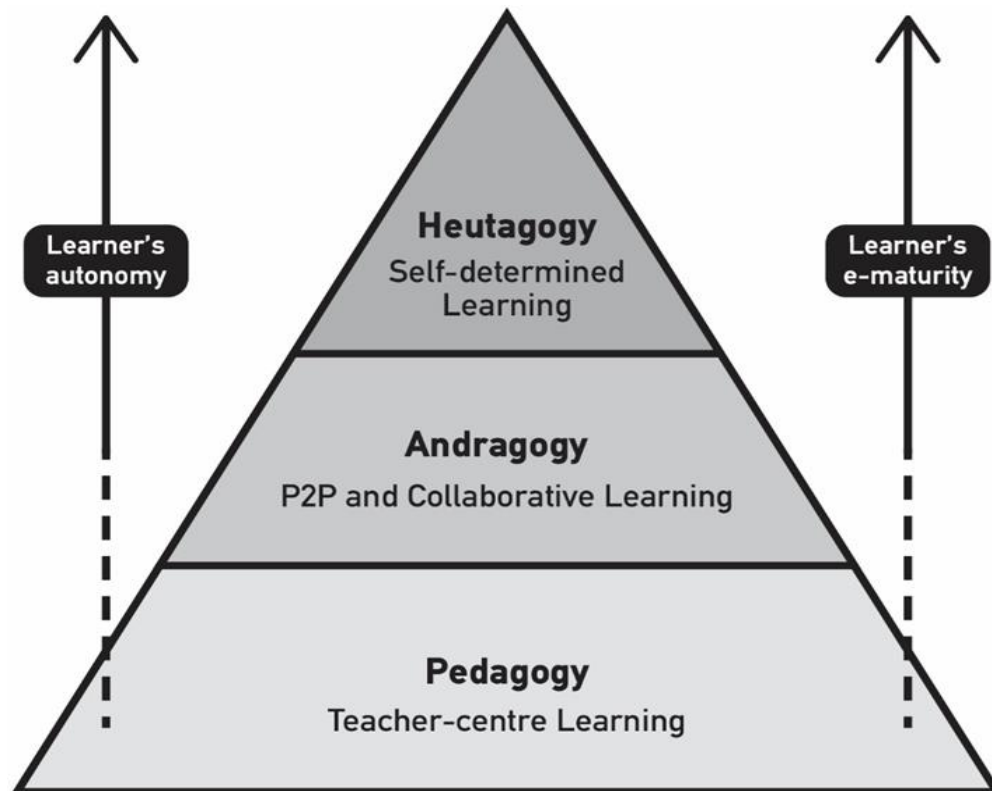 Heutagogy
Self-determined
Learning
Learner's
autonomy
Learner's
e-maturity
Andragogy
P2P and Collaborative Learning
Pedagogy
Teacher-centre Learning